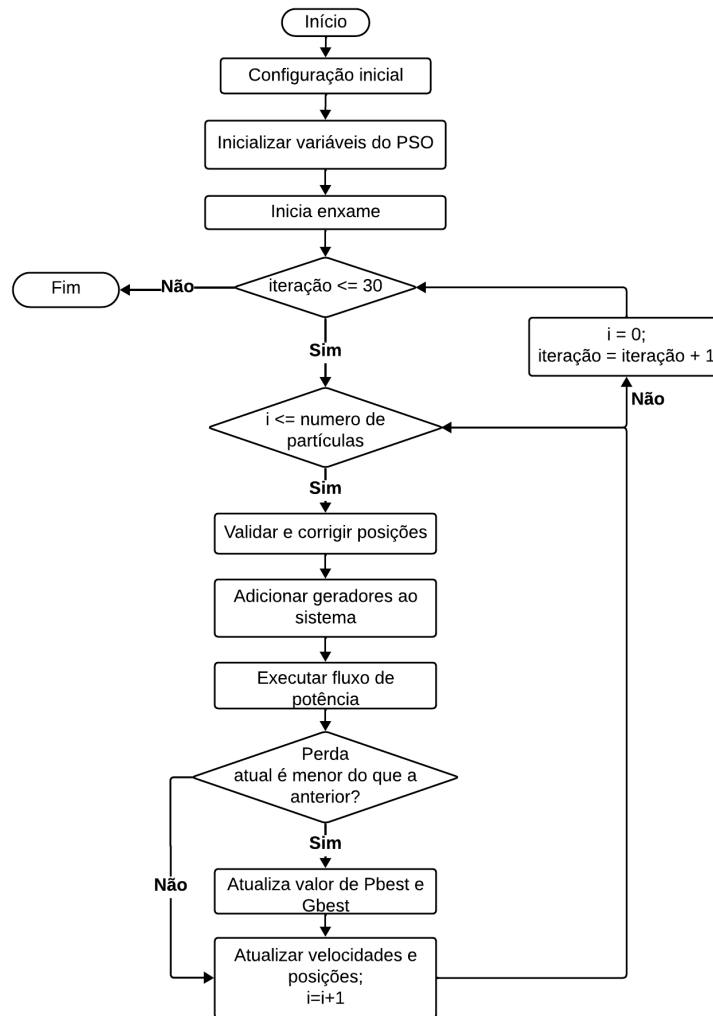 Início
Configuração inicial
Inicializar variáveis do PSO
Inicia enxame
iteração <= 30
Não
Fim
Sim
i = 0;
iteração = iteração + 1
Não
i <= numero de
partículas
Sim
Validar e corrigir posições
Adicionar geradores ao
sistema
Executar fluxo de
potência
Perda
atual é menor do que a
anterior?
Sim
Não
Atualiza valor de Pbest e
Gbest
Atualizar velocidades e
posições;
i=i+1